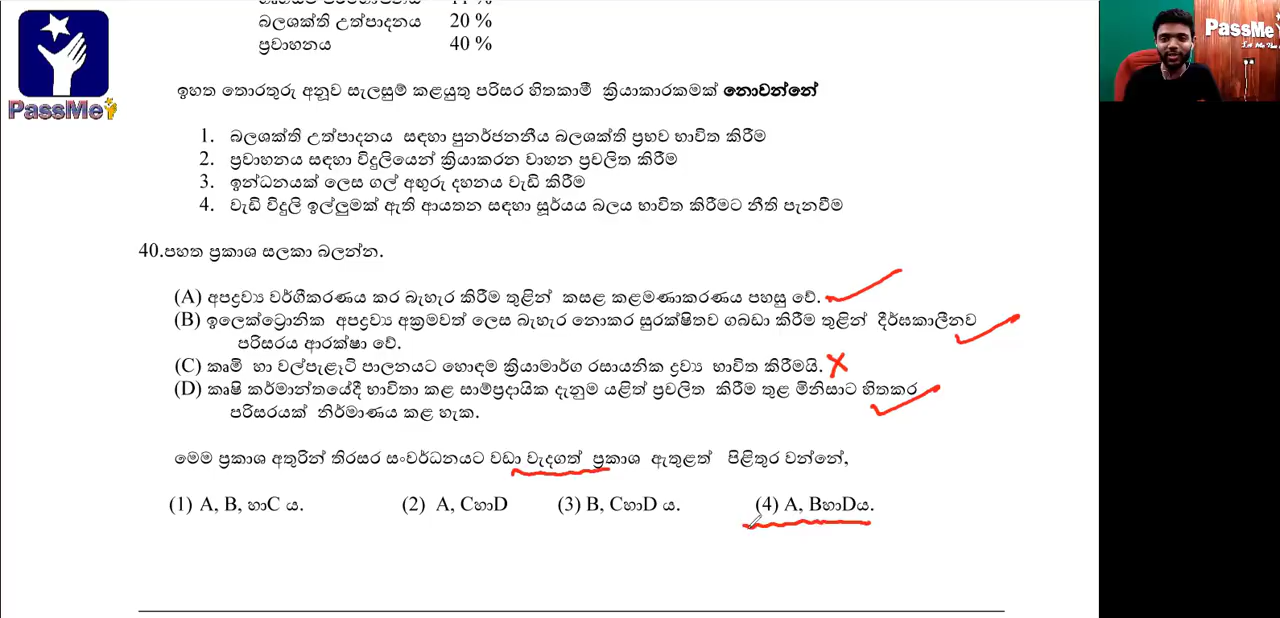 බලශක්ති උත්පාදනය 20 %
ප්‍රවාහනය 40 %
PassMe
PassMe
ඉහත තොරතුරු අනූව සැලසුම් කළයුතු පරිසර හිතකාමී ක්‍රියාකාරකමක් නොවන්නේ
1. බලශක්ති උත්පාදනය සඳහා පුනර්ජනනීය බලශක්ති ප්‍රභව භාවිත කිරීම
2. ප්‍රවාහනය සඳහා විදුලියෙන් ක්‍රියාකරන වාහන ප්‍රචලිත කිරීම
3. ඉන්ධනයක් ලෙස ගල් අඟුරු දහනය වැඩි කිරීම
4. වැඩි විදුලි ඉල්ලුමක් ඇති ආයතන සඳහා සූර්යය බලය භාවිත කිරීමට නීති පැනවීම
40.පහත ප්‍රකාශ සලකා බලන්න.
(A) අපද්‍රව්‍ය වර්ගීකරණය කර බැහැර කිරීම තුළින් කසළ කළමණාකරණය පහසු වේ.
(B) ඉලෙක්ට්‍රොනික අපද්‍රව්‍ය අක්‍රමවත් ලෙස බැහැර නොකර සුරක්ෂිතව ගබඩා කිරීම තුළින් දීර්ඝකාලීනව
පරිසරය ආරක්ෂා වේ.
(C) කෘමි හා වල්පැළෑටි පාලනයට හොඳම ක්‍රියාමාර්ග රසායනික ද්‍රව්‍ය භාවිත කිරීමයි.
(D) කෘෂි කර්මාන්තයේදී භාවිතා කළ සාම්ප්‍රදායික දැනුම යළිත් ප්‍රචලිත කිරීම තුළ මිනිසාට හිතකර
පරිසරයක් නිර්මාණය කළ හැක.
මෙම ප්‍රකාශ අතුරින් තිරසර සංවර්ධනයට වඩා වැදගත් ප්‍රකාශ ඇතුළත් පිළිතුර වන්නේ,
(1) A, B, හාC ය. (2) A, CහාD (3) B, CහාD ය. (4) A, BහාDය.